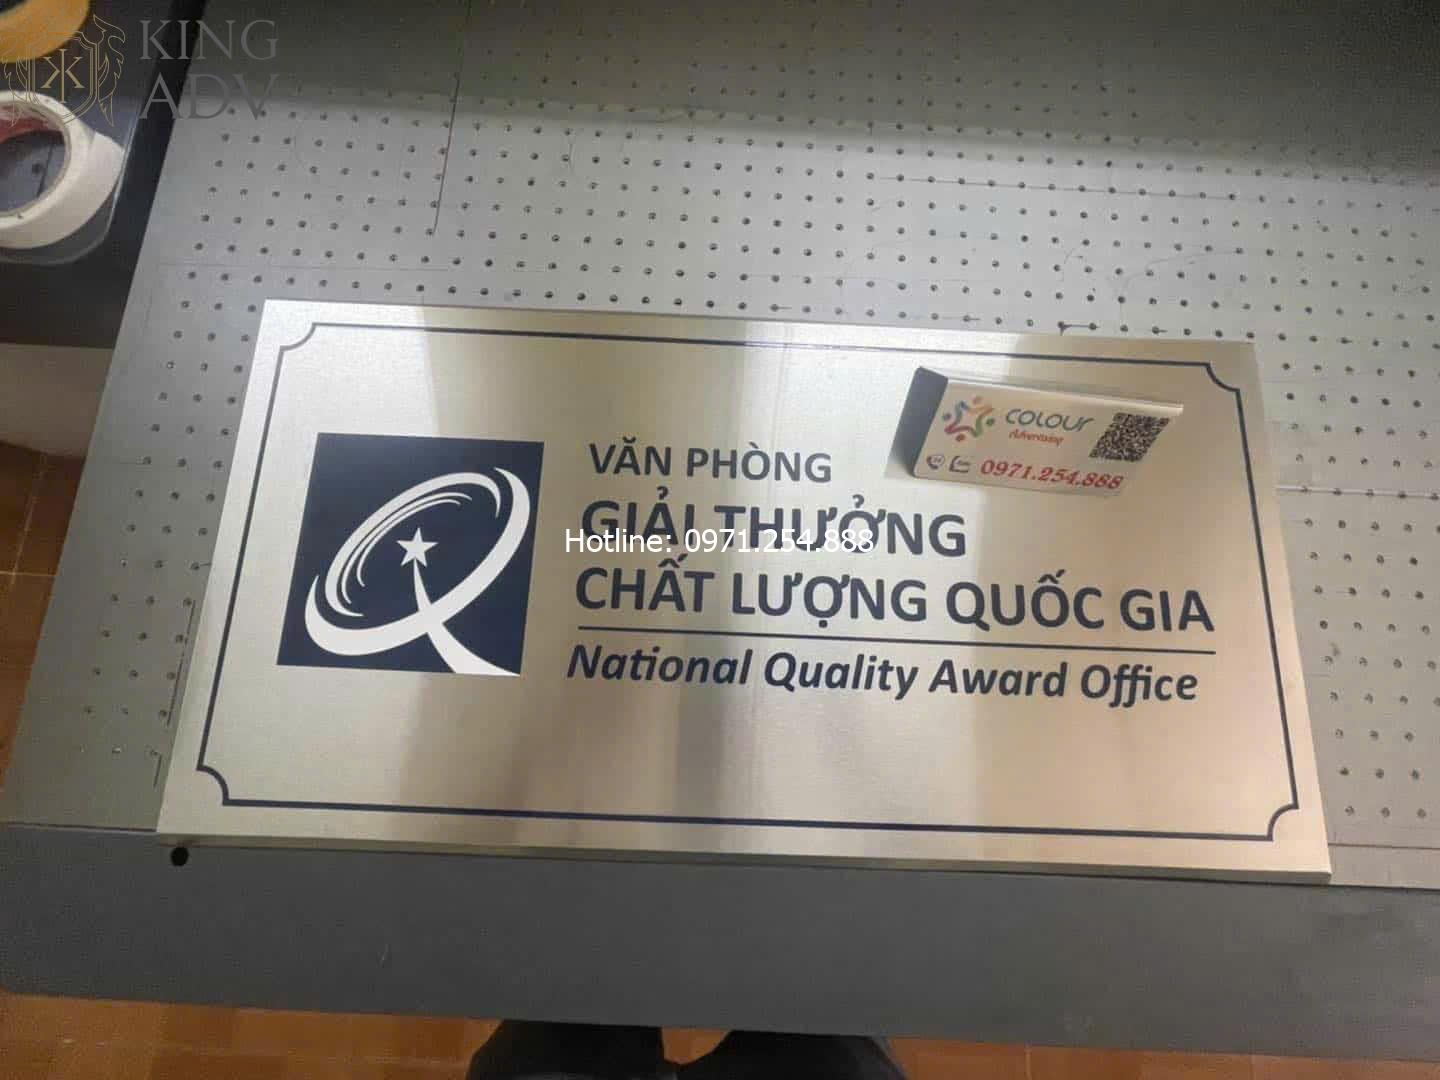 KING
ADV
colour
Advertising
0971.254.888
VĂN PHÒNG
GIẢI THƯỞNG
Hotline: 0971.254.888
CHẤT LƯỢNG QUỐC GIA
National Quality Award Office